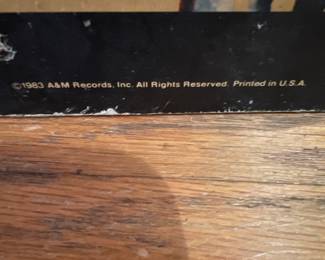 ©1983 A&M Records, Inc. All Rights Reserved. Printed in U.S.A.